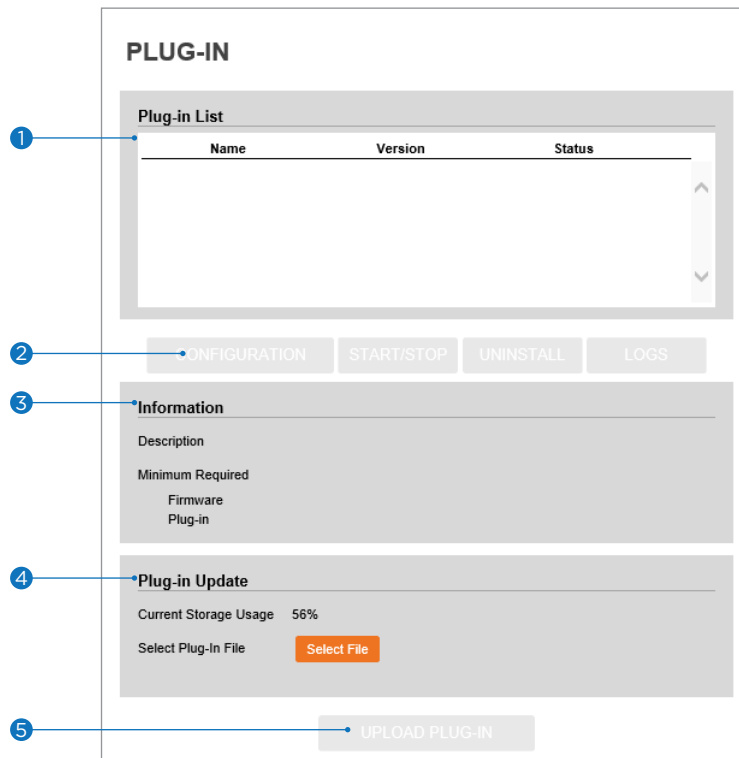 PLUG-IN
Plug-in List
1
Name Version Status
2
CONFIGURATION START/STOP UNINSTALL LOGS
3
Information
Description
Minimum Required
Firmware
Plug-in
4
Plug-in Update
Current Storage Usage 56%
Select Plug-In File Select File
5
UPLOAD PLUG-IN